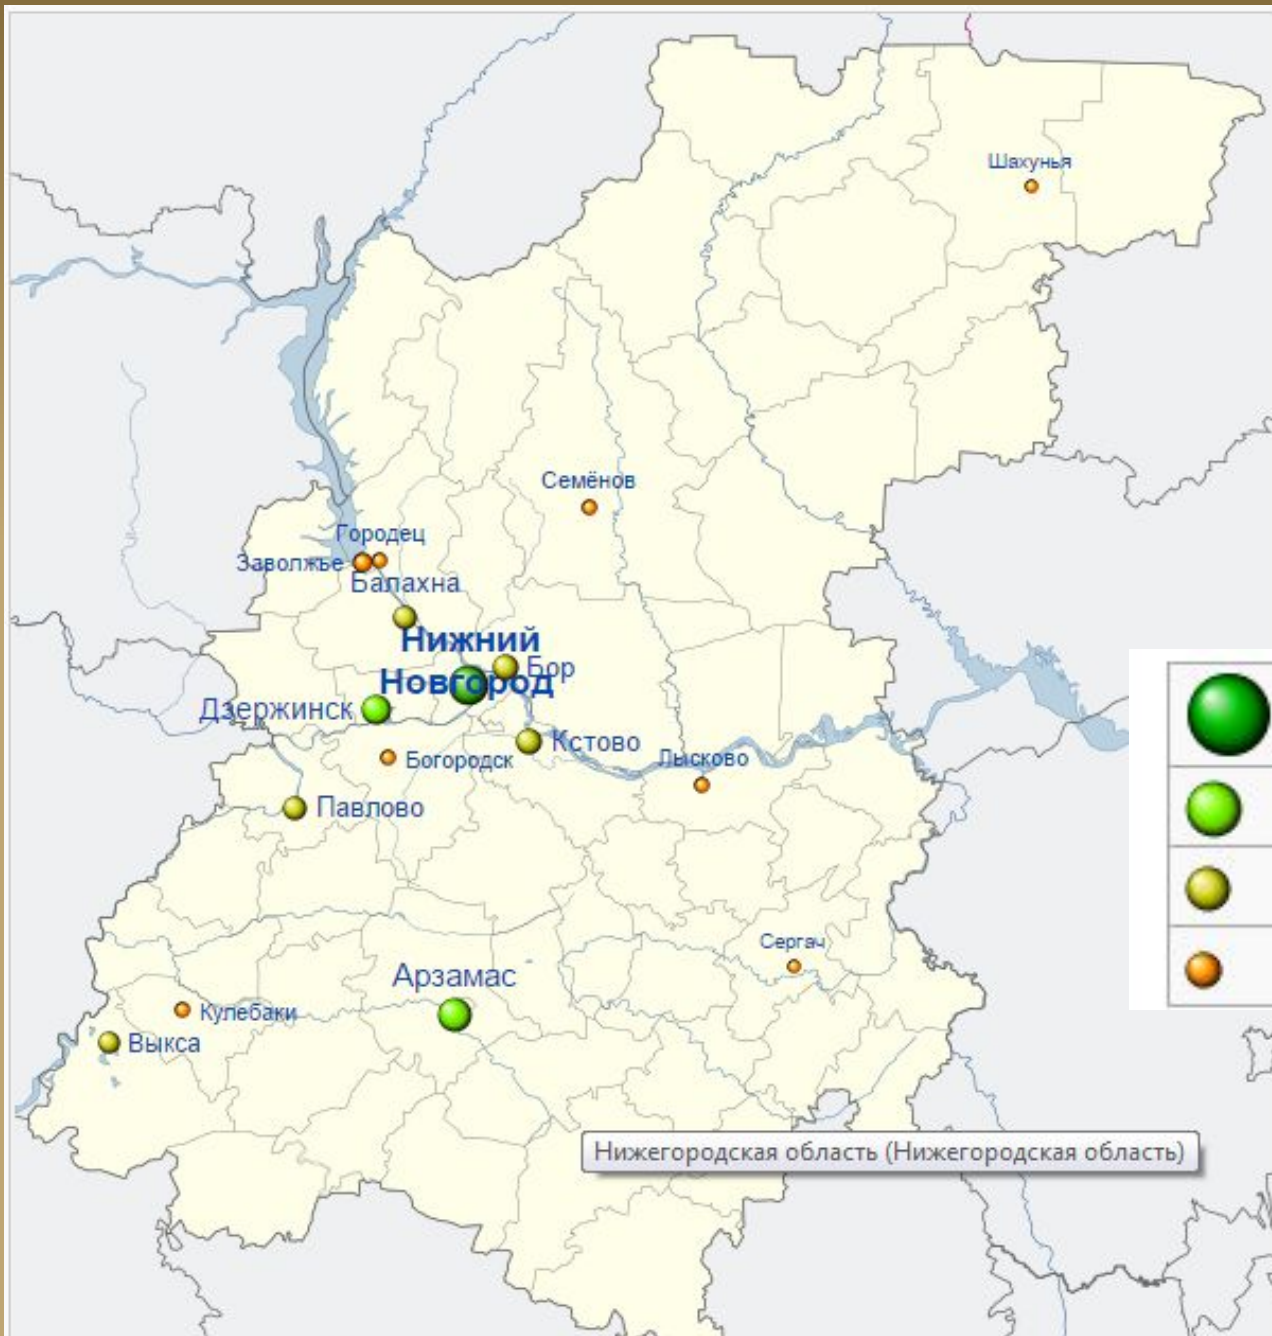 Шахунья
Семёнов
Городец
Заволжье
Балахна
Нижний
Новгород
Бор
Дзержинск
Кстово
Богородск
Лысково
Павлово
Сергач
Арзамас
Кулебаки
Выкса
Нижегородская область (Нижегородская область)